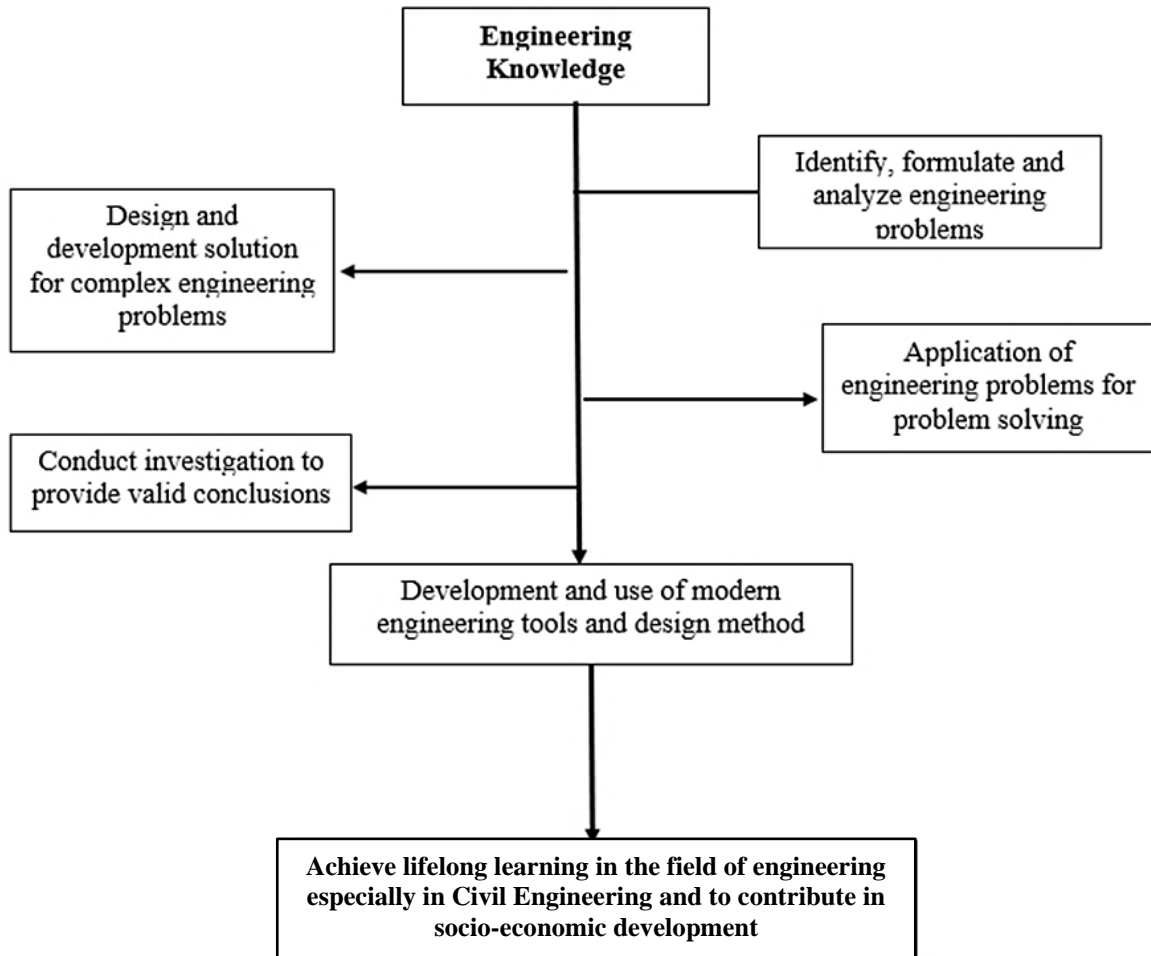 Engineering
Knowledge
Identify, formulate and
analyze engineering
problems
Design and
development solution
for complex engineering
problems
Application of
engineering problems for
problem solving
Conduct investigation to
provide valid conclusions
Development and use of modern
engineering tools and design method
Achieve lifelong learning in the field of engineering
especially in Civil Engineering and to contribute in
socio-economic development